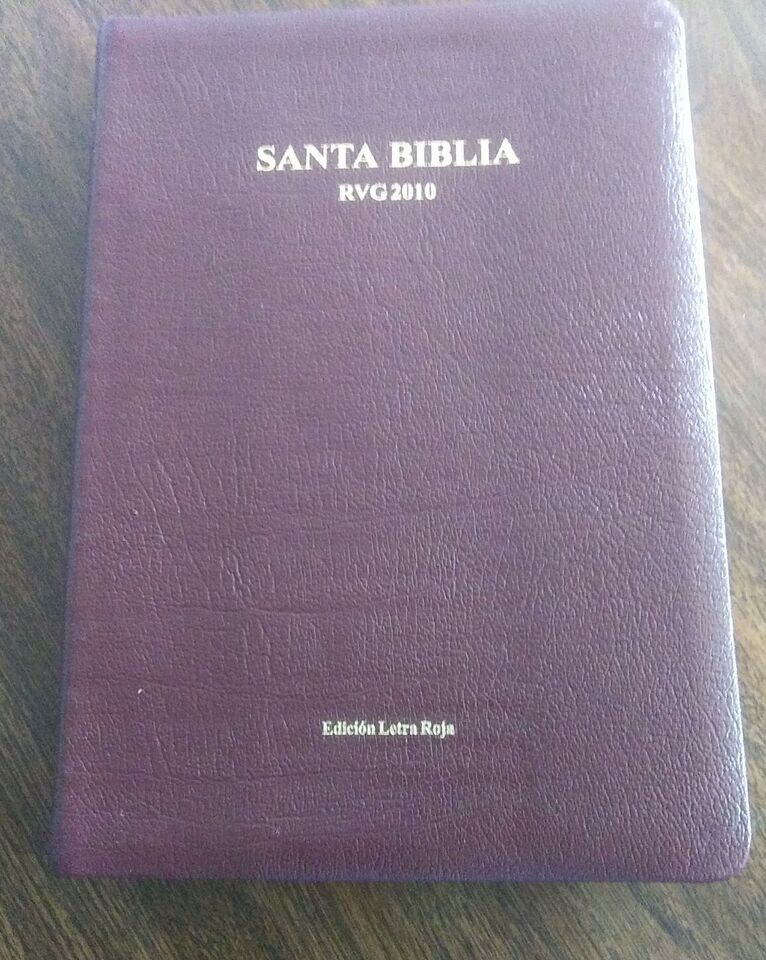 SANTA BIBLIA
RVG 2010
Edición Letra Roja